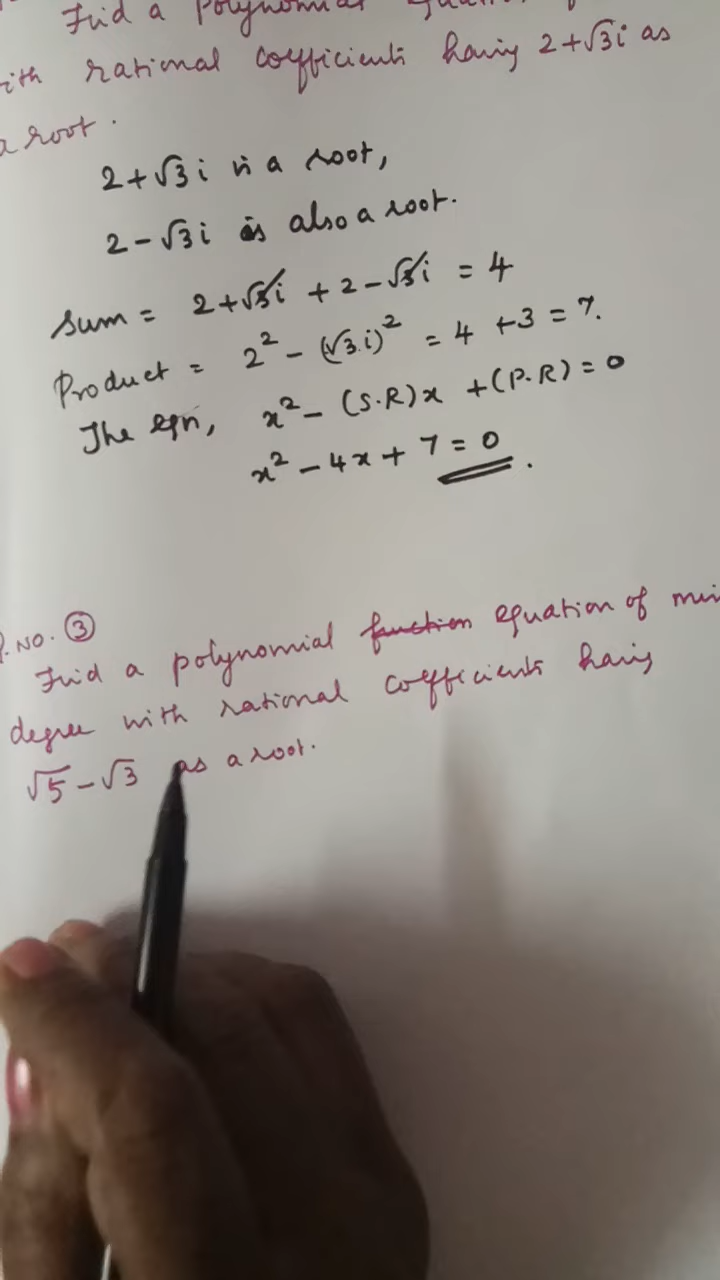 Find a polynomial
with rational coefficients having 2+√3i as
a root.
2+√3i is a root,
2-√3i is also a root.
Sum = 2+√3i + 2-√3i = 4
Product = 2² - (√3.i)² = 4 +3 = 7.
The eqn, x² - (S.R)x + (P.R) = 0
x² - 4x + 7 = 0.
P.NO. ③
Find a polynomial function equation of min
degree with rational coefficients having
√5-√3 as a root.